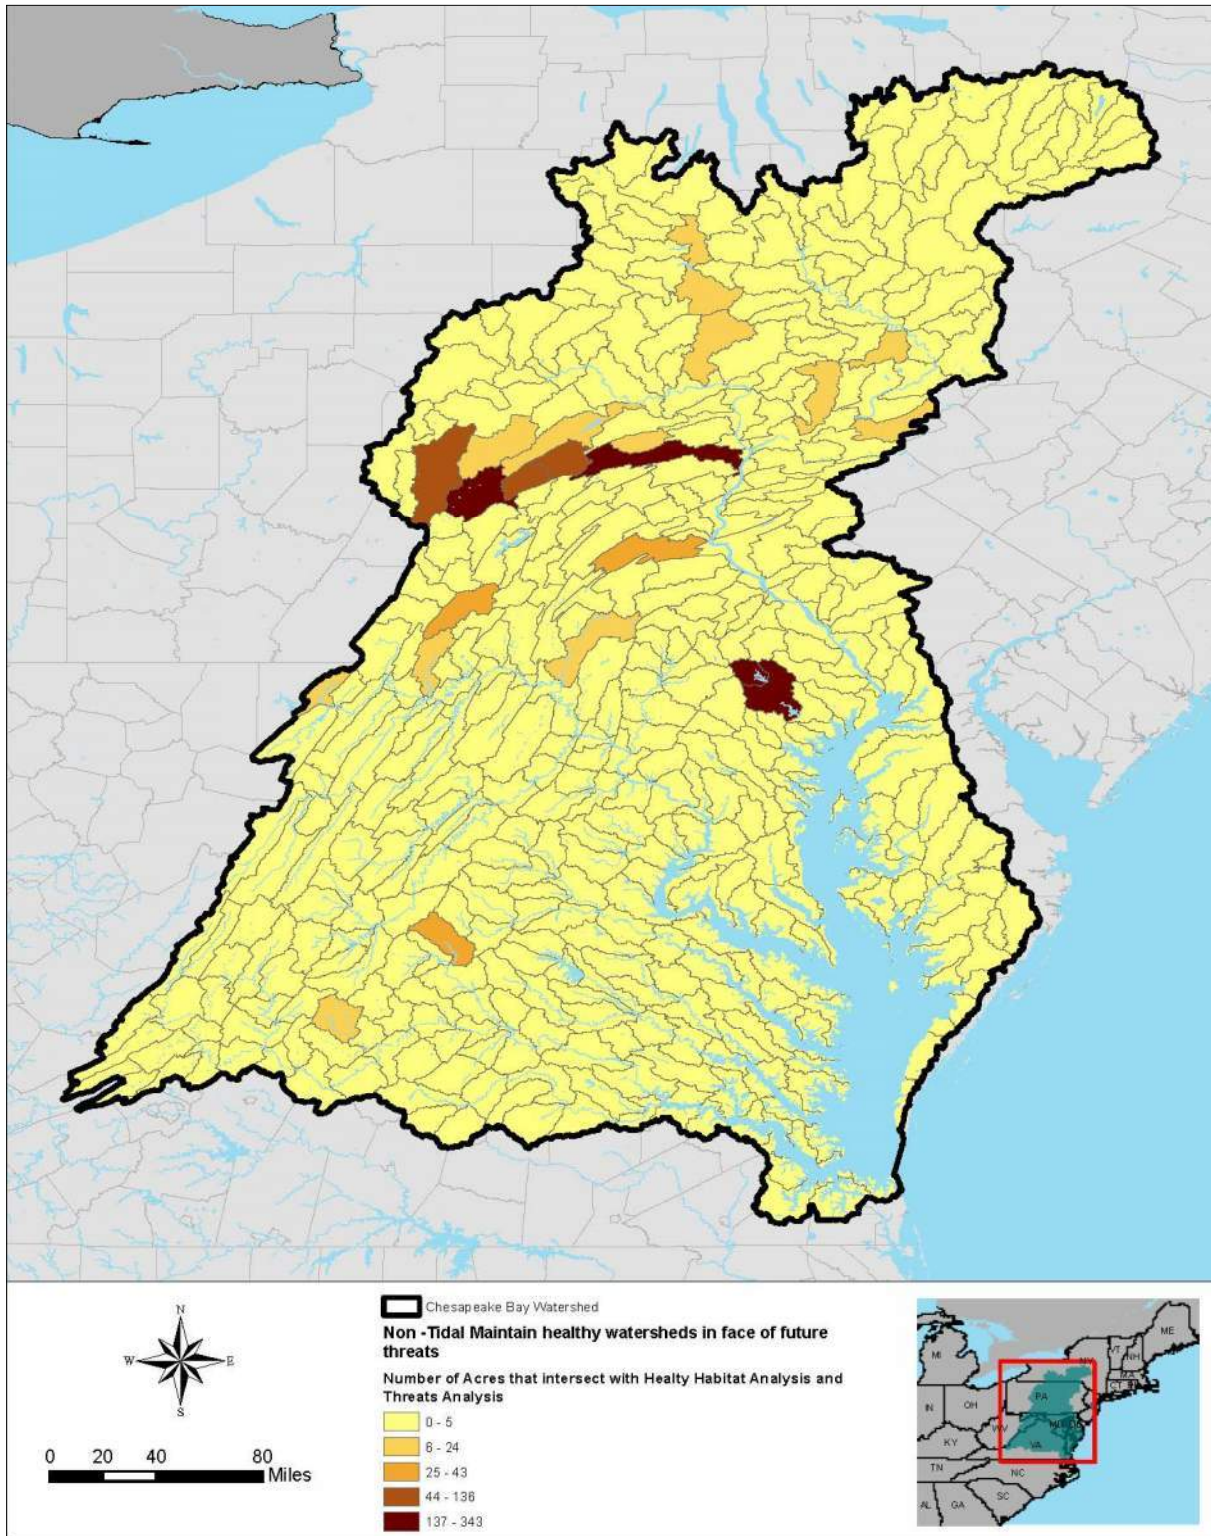 N
W
E
S
0
20
40
80
Miles
Chesapeake Bay Watershed
Non -Tidal Maintain healthy watersheds in face of future
threats
Number of Acres that intersect with Healty Habitat Analysis and
Threats Analysis
0 - 5
6 - 24
25 - 43
44 - 136
137 - 343
ME
VT
NH
MI
NY
MA
CT
PA
IN
OH
WV
KY
VA
TN
NC
SC
AL
GA